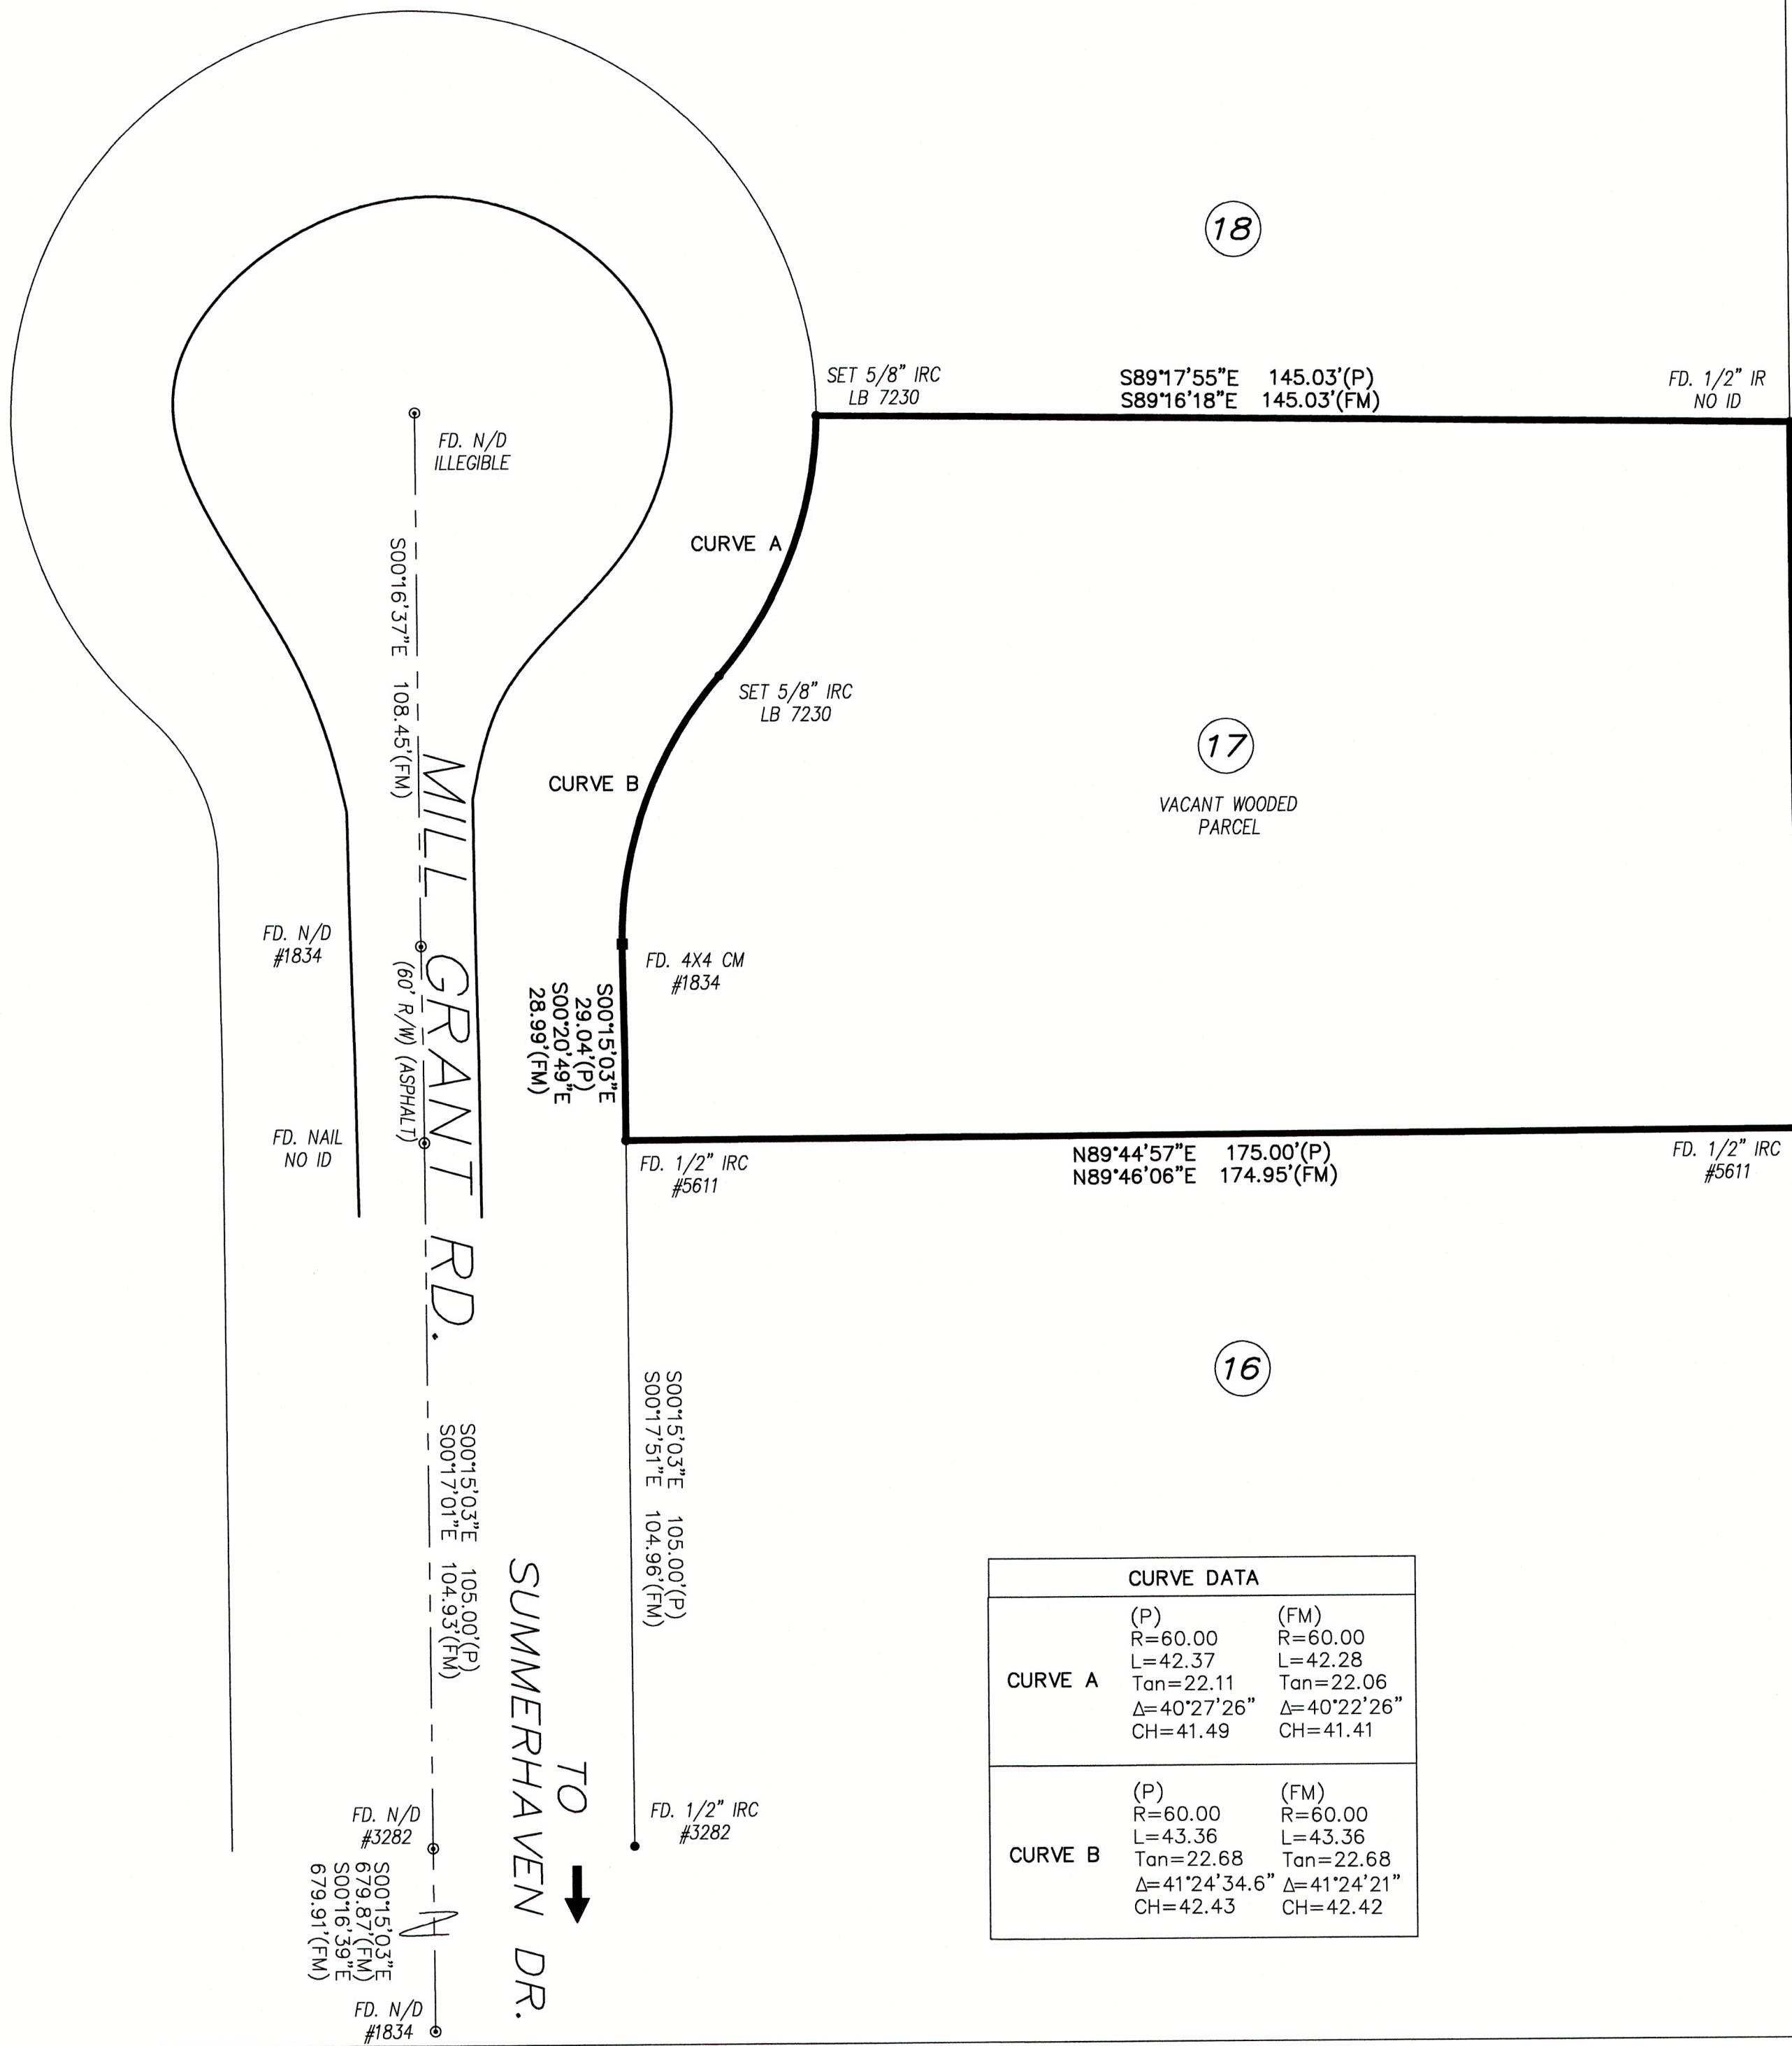 18
SET 5/8" IRC
LB 7230
S89°17'55"E 145.03'(P)
S89°16'18"E 145.03'(FM)
FD. 1/2" IR
NO ID
FD. N/D
ILLEGIBLE
S00°16'37"E 108.45'(FM)
CURVE A
SET 5/8" IRC
LB 7230
17
VACANT WOODED
PARCEL
CURVE B
MILL GRANT RD.
(60' R/W) (ASPHALT)
FD. N/D
#1834
FD. 4X4 CM
#1834
S00°15'03"E
29.04'(P)
S00°20'49"E
28.99'(FM)
FD. NAIL
NO ID
FD. 1/2" IRC
#5611
N89°44'57"E 175.00'(P)
N89°46'06"E 174.95'(FM)
FD. 1/2" IRC
#5611
16
S00°15'03"E 105.00'(P)
S00°17'51"E 104.96'(FM)
S00°15'03"E 105.00'(P)
S00°17'01"E 104.93'(FM)
TO
SUMMERHAVEN DR.
FD. N/D
#3282
FD. 1/2" IRC
#3282
S00°15'03"E
679.87'(FM)
S00°16'39"E
679.91'(FM)
FD. N/D
#1834
CURVE DATA
CURVE A
(P) (FM)
R=60.00 R=60.00
L=42.37 L=42.28
Tan=22.11 Tan=22.06
Δ=40°27'26" Δ=40°22'26"
CH=41.49 CH=41.41
CURVE B
(P) (FM)
R=60.00 R=60.00
L=43.36 L=43.36
Tan=22.68 Tan=22.68
Δ=41°24'34.6" Δ=41°24'21"
CH=42.43 CH=42.42